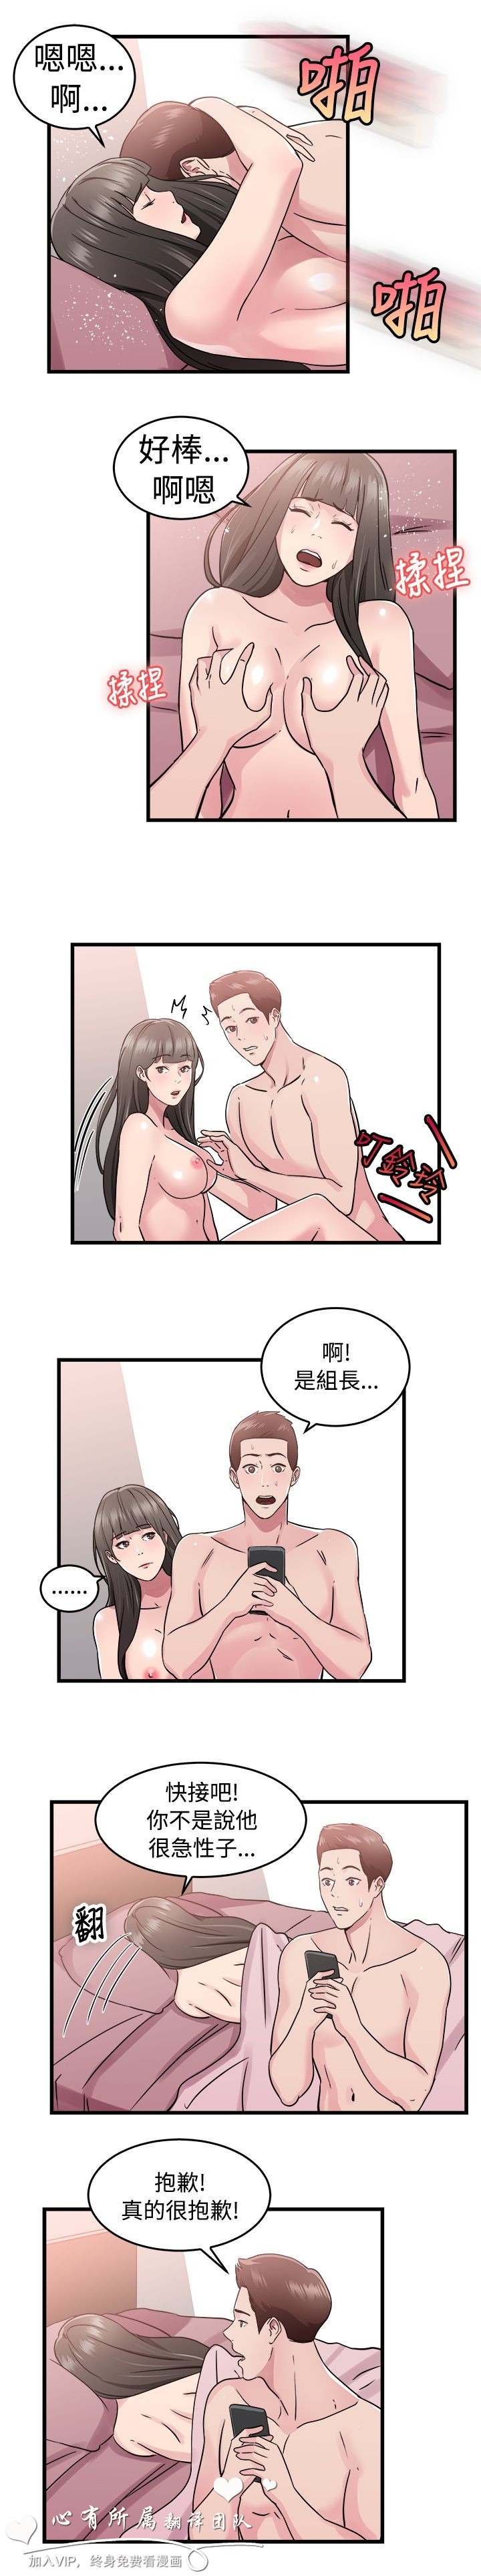 嗯嗯...
啊...
啪
啪
好棒...
啊嗯
揉捏
揉捏
叮鈴玲
啊!
是組長...
......
快接吧!
你不是說他
很急性子...
翻
抱歉!
真的很抱歉!
心有所属翻译团队
加入VIP，终身免费看漫画